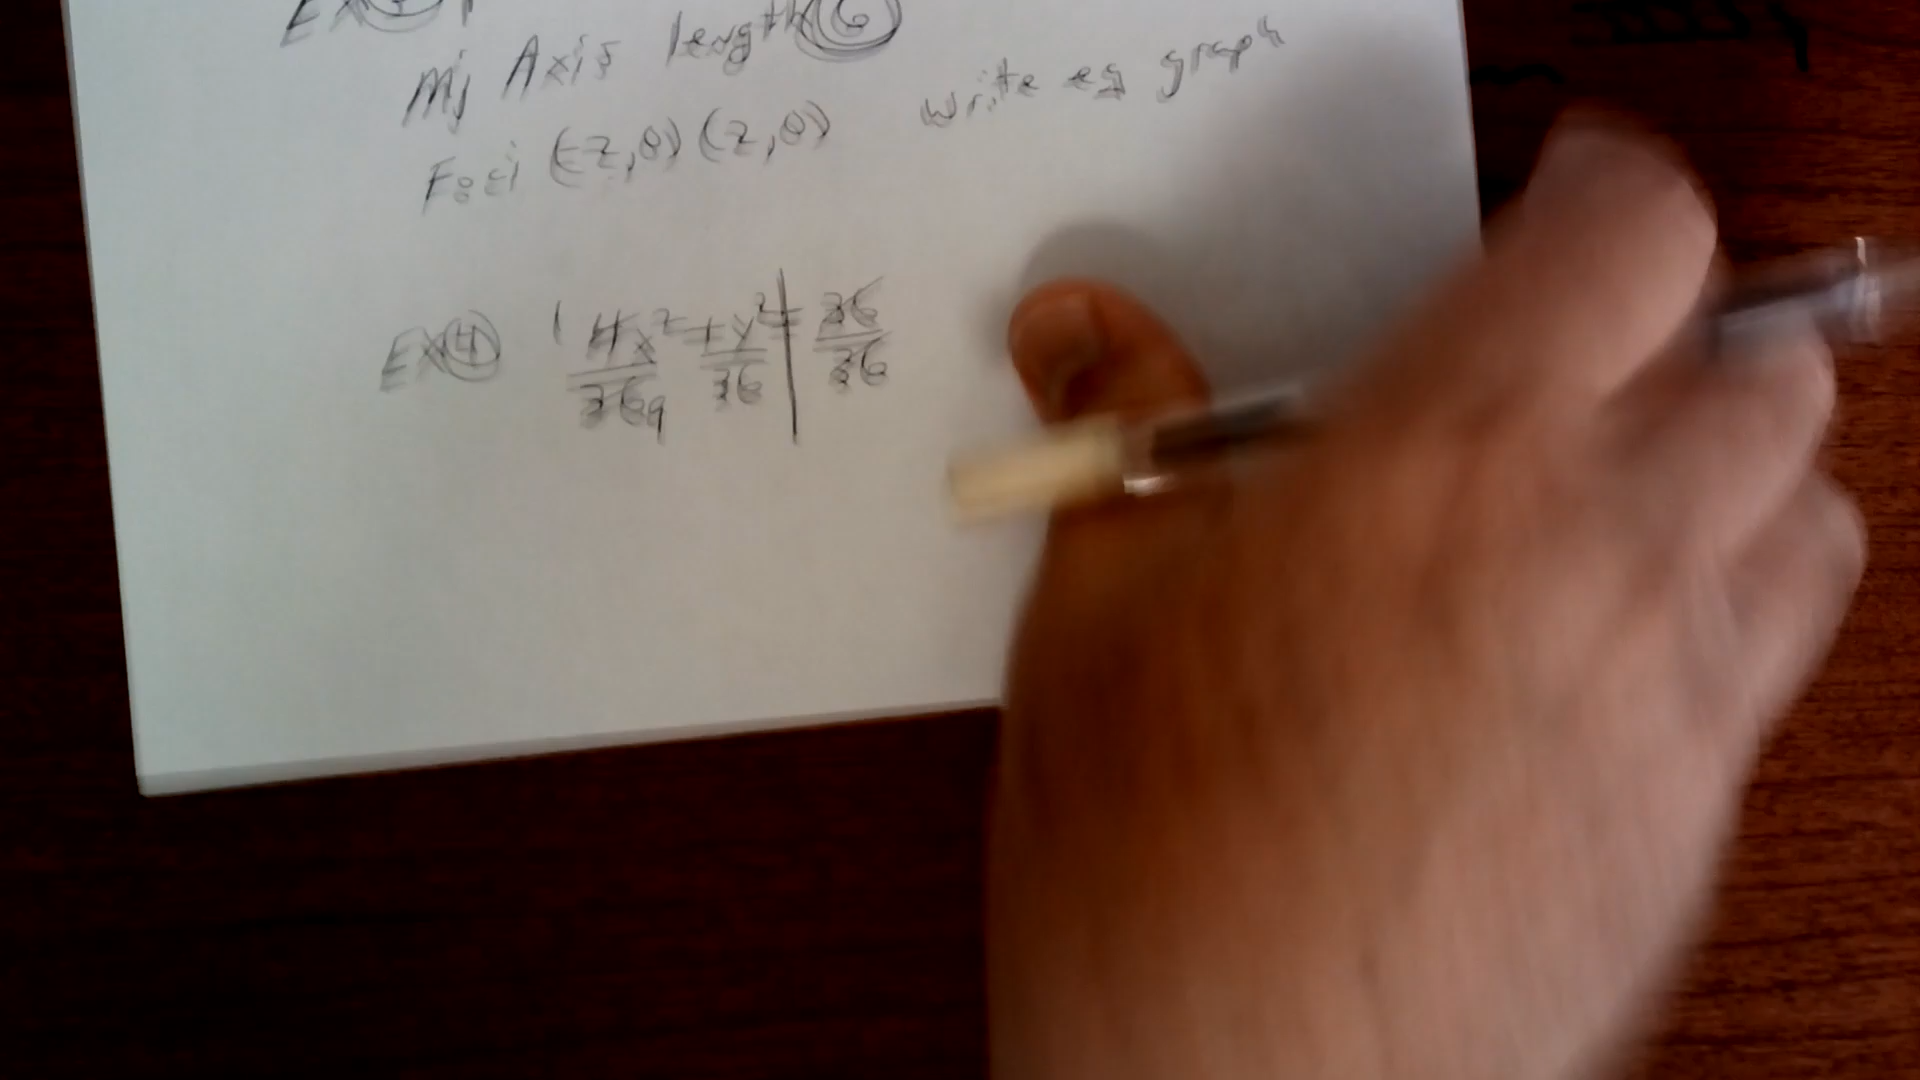 Mj Axis length 6
Foci (-2,0) (2,0) write eq graph
Ex 4 1 4x² + y² = 36
36 9 36 36